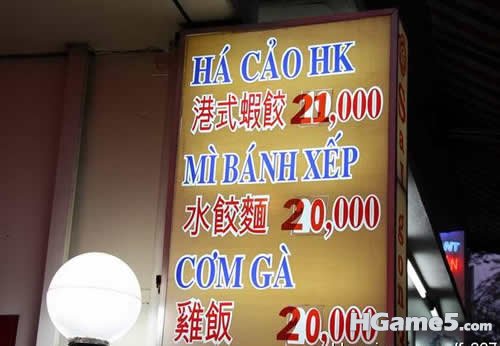 HÁ CẢO HK
港式蝦餃 21,000
MÌ BÁNH XẾP
水餃麵 20,000
CƠM GÀ
雞飯 20,000
HGame5.com